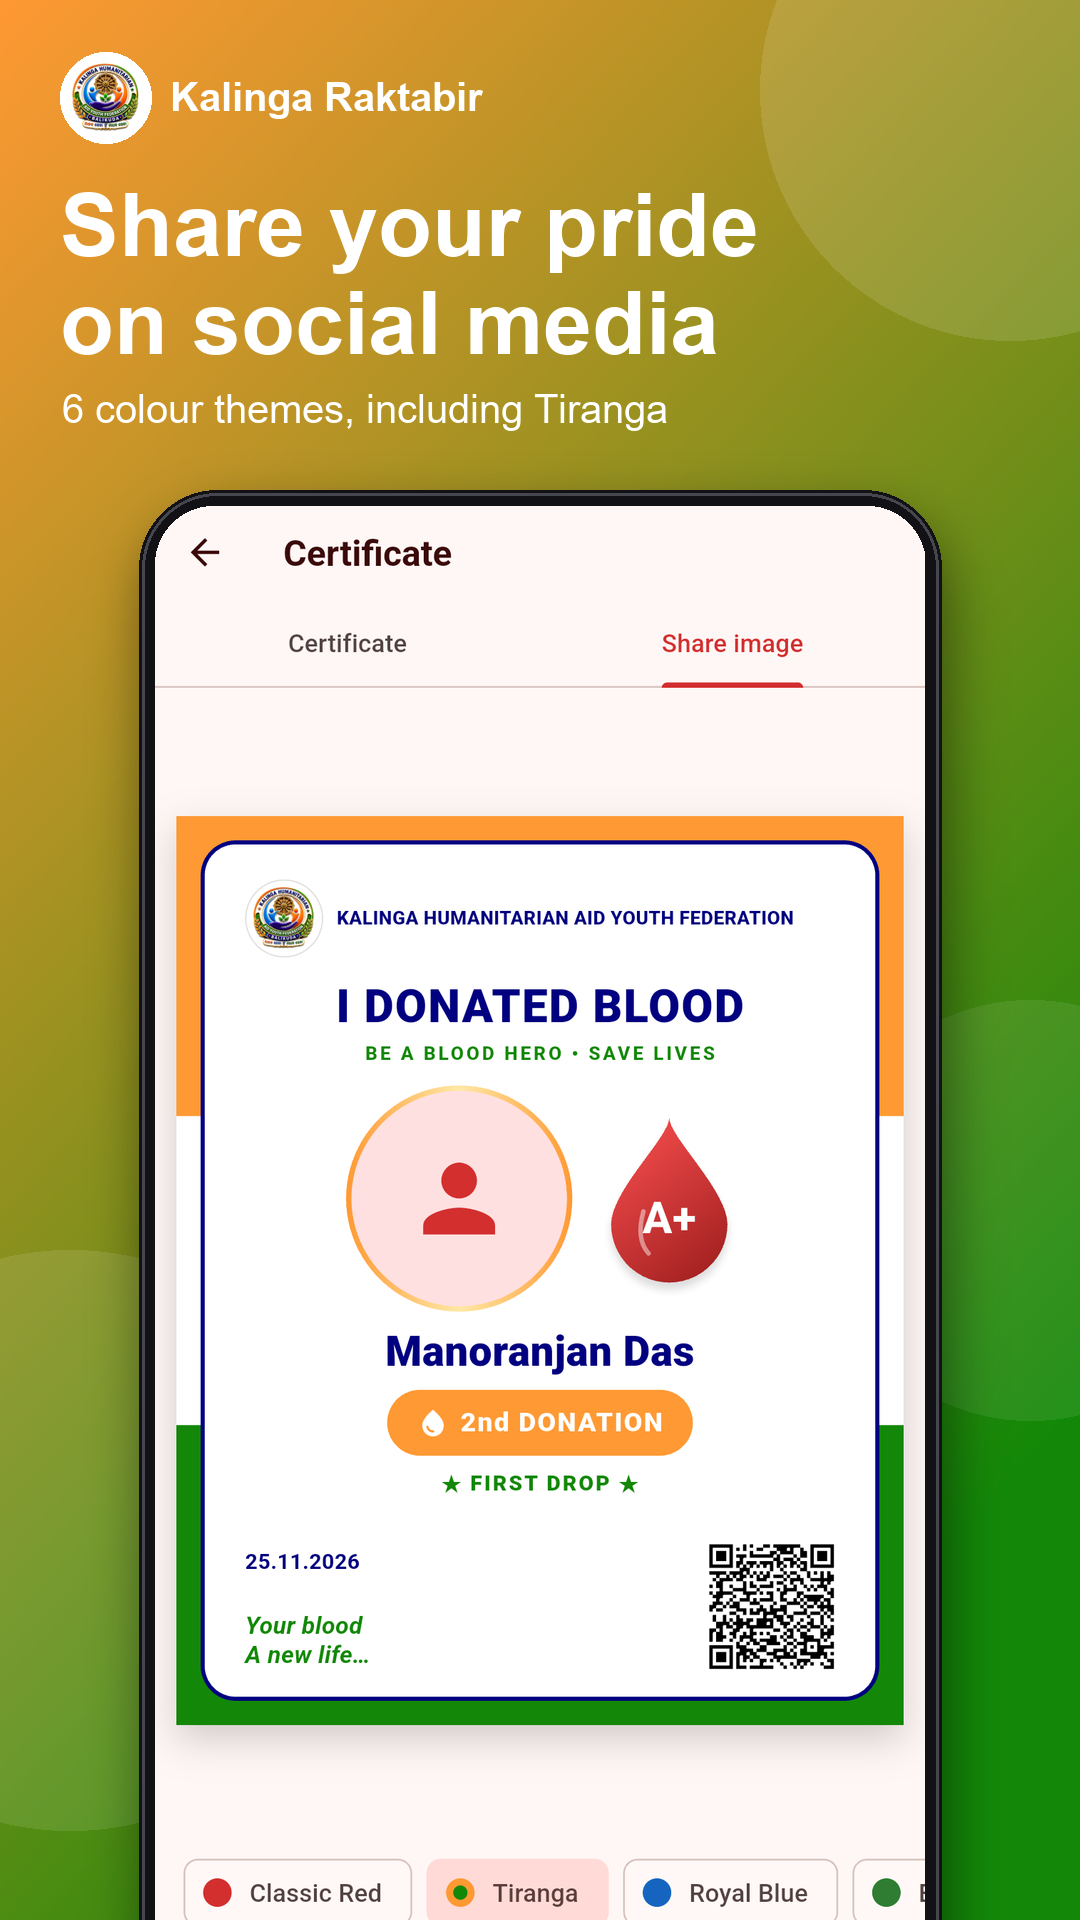 Kalinga Raktabir
Share your pride
on social media
6 colour themes, including Tiranga
Certificate
Certificate
Share image
KALINGA HUMANITARIAN AID YOUTH FEDERATION
I DONATED BLOOD
BE A BLOOD HERO • SAVE LIVES
A+
Manoranjan Das
2nd DONATION
★ FIRST DROP ★
25.11.2026
Your blood
A new life...
Classic Red
Tiranga
Royal Blue